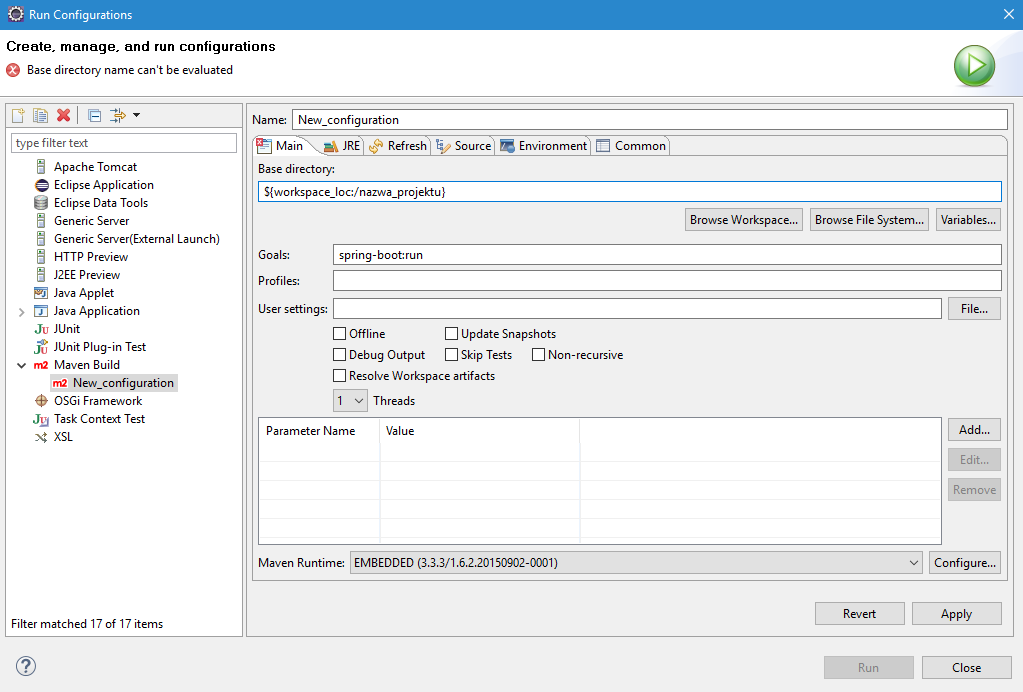 Run Configurations
Create, manage, and run configurations
Base directory name can't be evaluated
type filter text
Apache Tomcat
Eclipse Application
Eclipse Data Tools
Generic Server
Generic Server(External Launch)
HTTP Preview
J2EE Preview
Java Applet
Java Application
Ju JUnit
JUnit Plug-in Test
m2 Maven Build
m2 New_configuration
OSGi Framework
Task Context Test
XSL
Filter matched 17 of 17 items
Name: New_configuration
Main JRE Refresh Source Environment Common
Base directory:
${workspace_loc:/nazwa_projektu}
Browse Workspace... Browse File System... Variables...
Goals: spring-boot:run
Profiles:
User settings: File...
Offline Update Snapshots
Debug Output Skip Tests Non-recursive
Resolve Workspace artifacts
1 Threads
Parameter Name Value
Add...
Edit...
Remove
Maven Runtime: EMBEDDED (3.3.3/1.6.2.20150902-0001) Configure...
Revert Apply
? Run Close